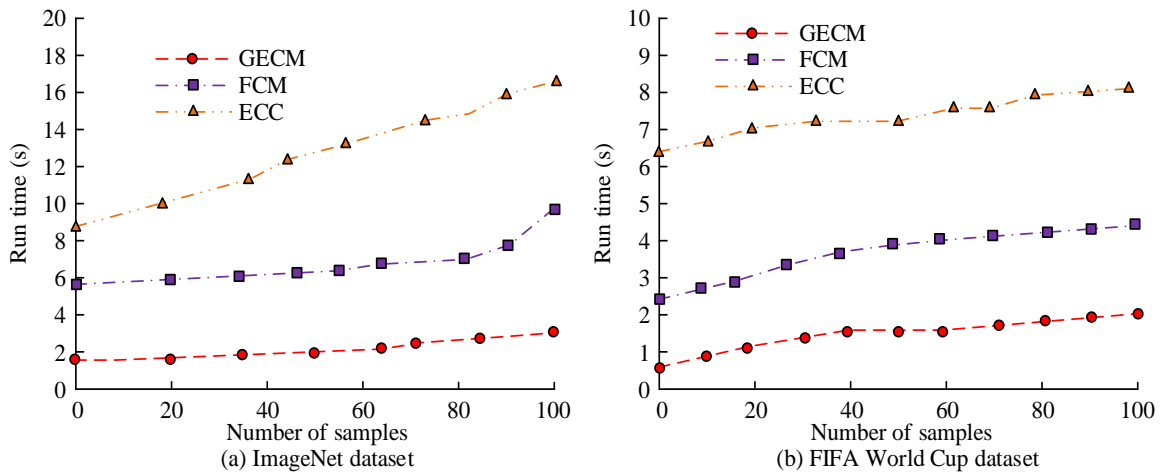 20
18
16
14
12
10
8
6
4
2
0
Run time (s)
GECM
FCM
ECC
0 20 40 60 80 100
Number of samples
(a) ImageNet dataset
10
9
8
7
6
5
4
3
2
1
0
Run time (s)
GECM
FCM
ECC
0 20 40 60 80 100
Number of samples
(b) FIFA World Cup dataset